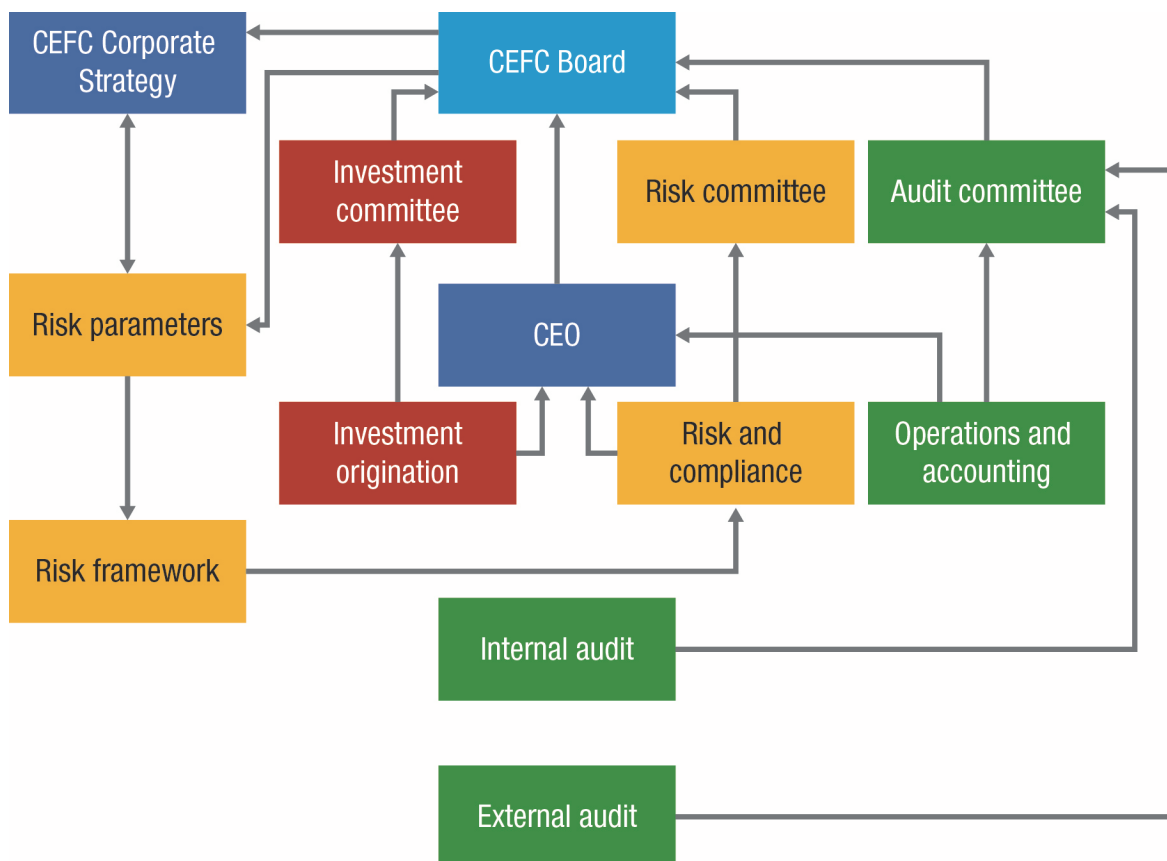 CEFC Corporate
Strategy
CEFC Board
Investment
committee
Risk committee
Audit committee
Risk parameters
CEO
Investment
origination
Risk and
compliance
Operations and
accounting
Risk framework
Internal audit
External audit